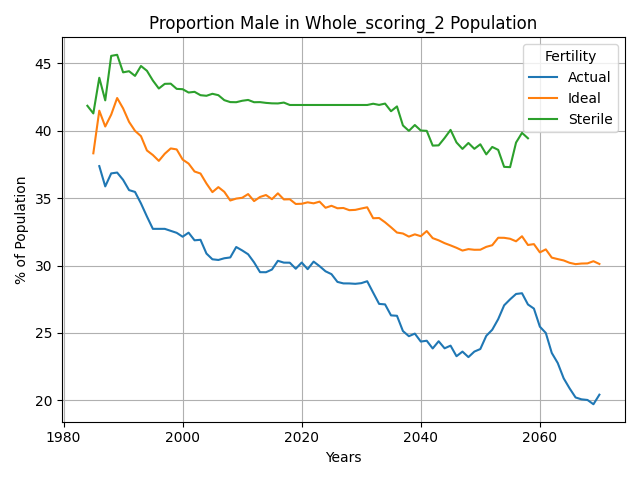 Proportion Male in Whole_scoring_2 Population
Fertility
Actual
Ideal
Sterile
% of Population
45
40
35
30
25
20
1980
2000
2020
2040
2060
Years